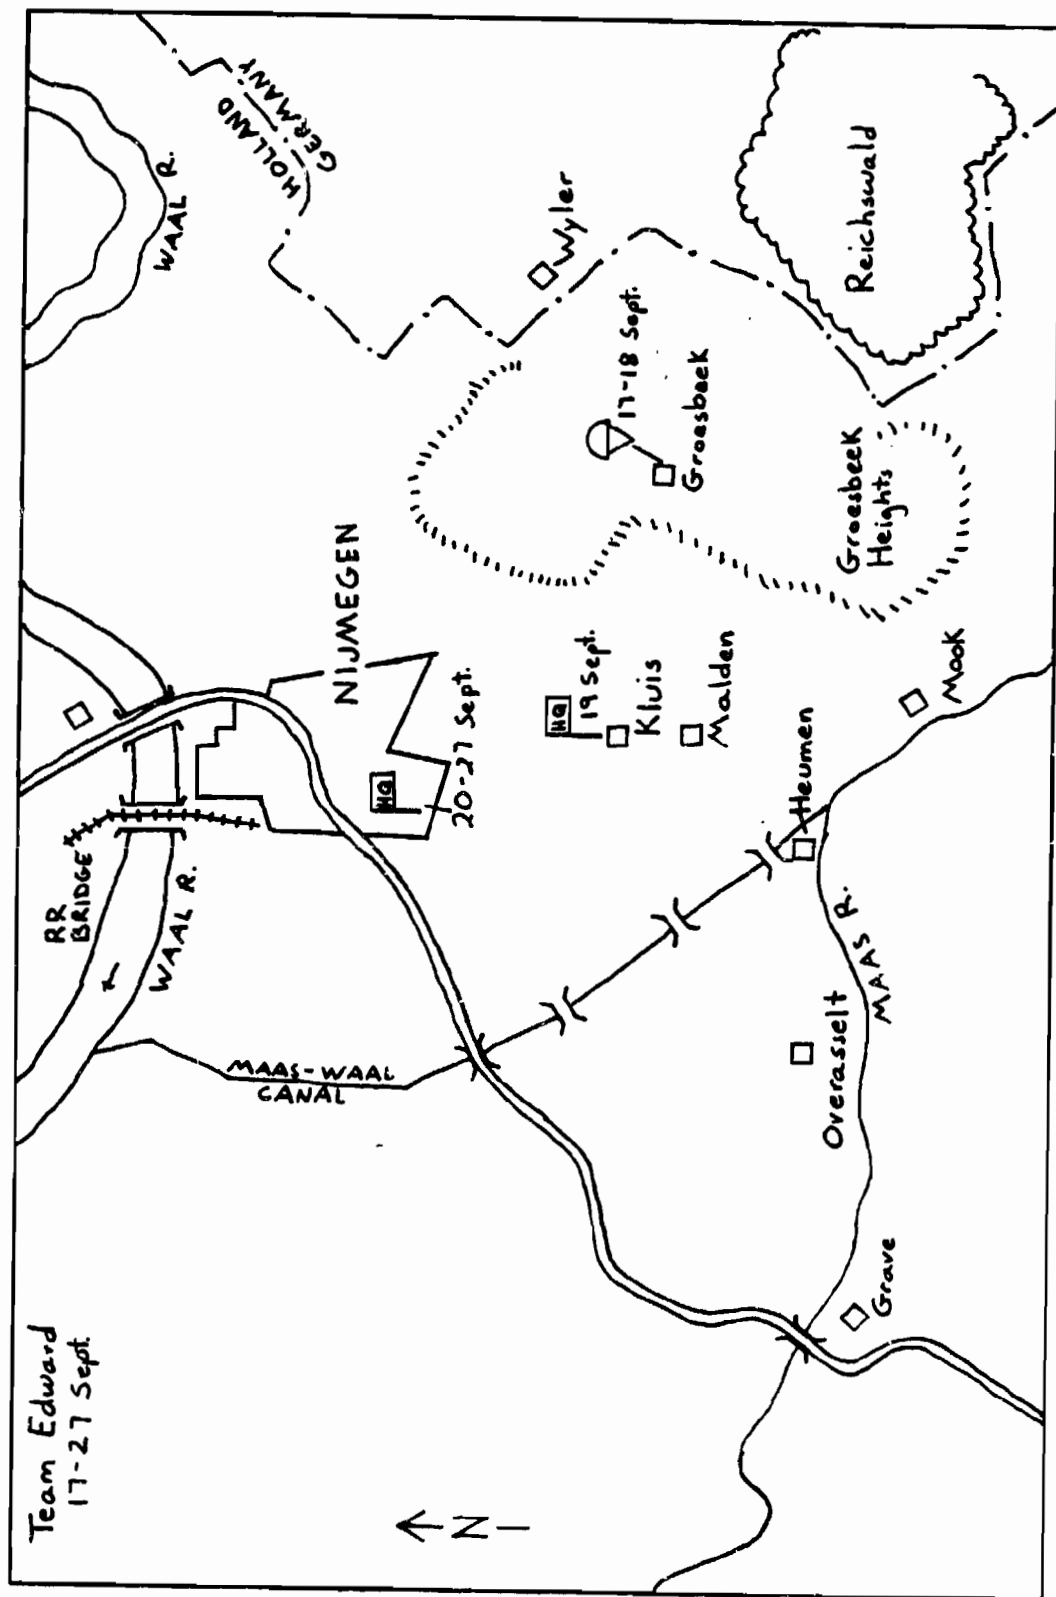 Team Edward
17-27 Sept.
RR
BRIDGE
WAAL R.
WAAL R.
HOLLAND
GERMANY
MAAS-WAAL
CANAL
NIJMEGEN
HQ
20-27 Sept.
Wyler
HQ
19 Sept.
Kluis
Malden
17-18 Sept.
Groesbeek
Heumen
Groesbeek
Heights
Reichswald
Mook
Overasselt
MAAS R.
Grave
N